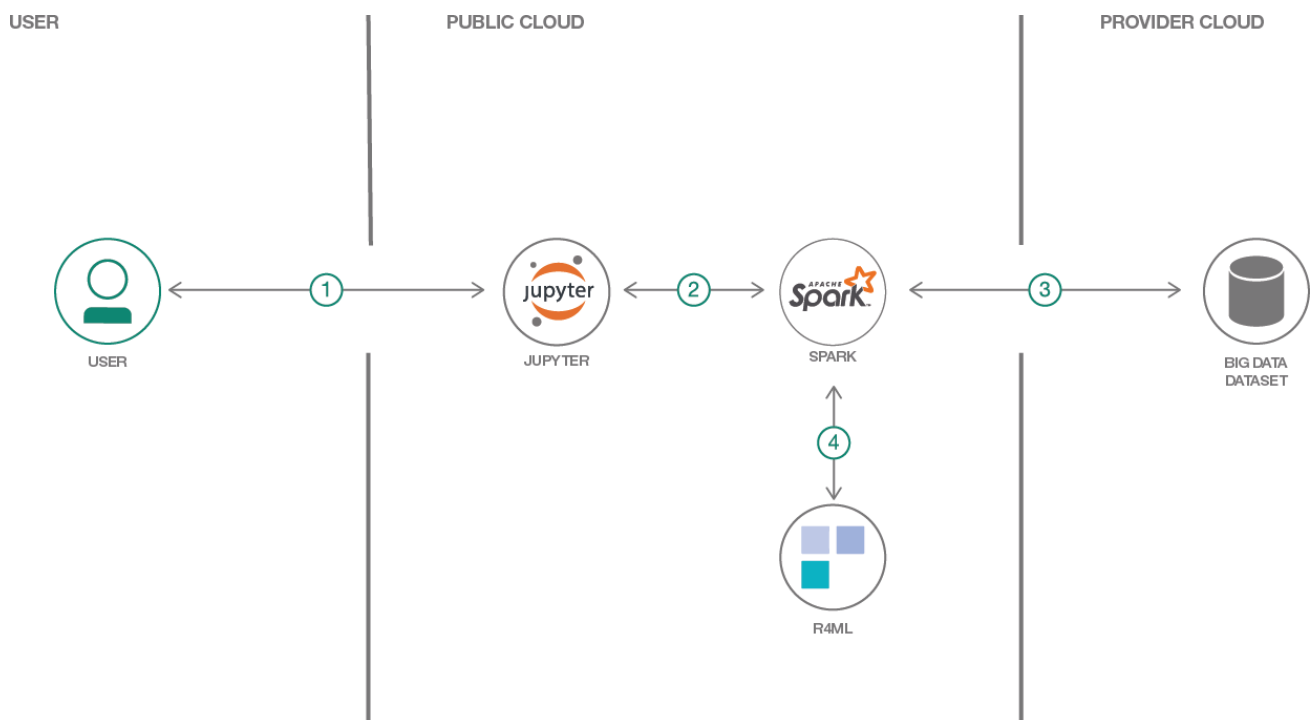 USER
PUBLIC CLOUD
PROVIDER CLOUD
1
jupyter
2
APACHE
Spark
TM
3
USER
JUPYTER
SPARK
BIG DATA
DATASET
4
R4ML